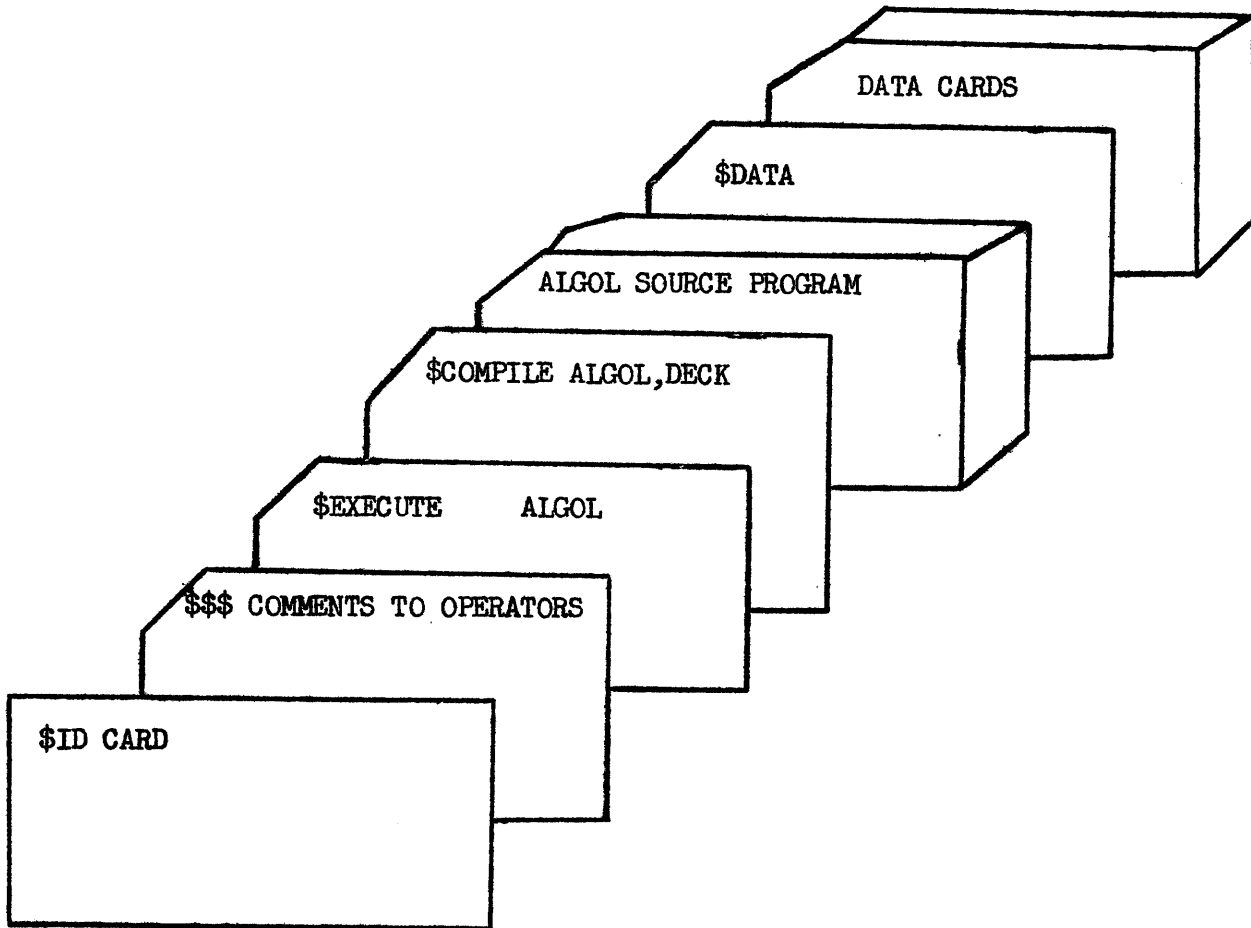 DATA CARDS
$DATA
ALGOL SOURCE PROGRAM
$COMPILE ALGOL,DECK
$EXECUTE ALGOL
$$$ COMMENTS TO OPERATORS
$ID CARD